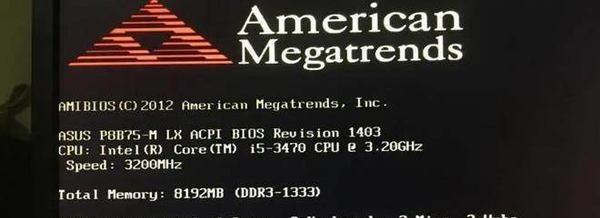 American
Megatrends
AMIBIOS(C)2012 American Megatrends, Inc.
ASUS P8B75-M LX ACPI BIOS Revision 1403
CPU: Intel(R) Core(TM) i5-3470 CPU @ 3.20GHz
Speed: 3200MHz
Total Memory: 8192MB (DDR3-1333)